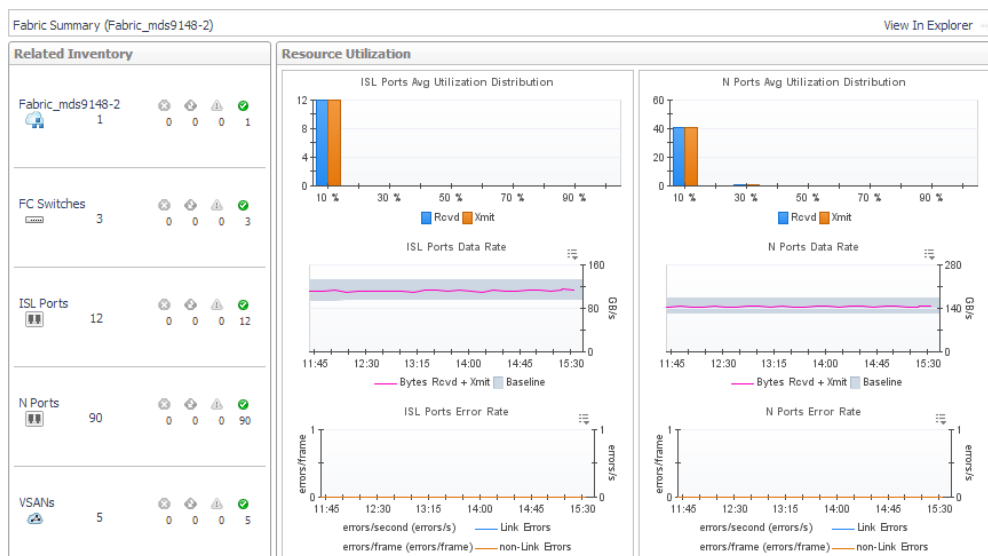 Fabric Summary (Fabric_mds9148-2)
View In Explorer
Related Inventory
Fabric_mds9148-2
1
0 0 0 1
FC Switches
3
0 0 0 3
ISL Ports
12
0 0 0 12
N Ports
90
0 0 0 90
VSANs
5
0 0 0 5
Resource Utilization
ISL Ports Avg Utilization Distribution
12
8
4
0
10 % 30 % 50 % 70 % 90 %
Rcvd Xmit
N Ports Avg Utilization Distribution
60
40
20
0
10 % 30 % 50 % 70 % 90 %
Rcvd Xmit
ISL Ports Data Rate
160
80
0
GB/s
11:45 12:30 13:15 14:00 14:45 15:30
Bytes Rcvd + Xmit Baseline
N Ports Data Rate
280
140
0
GB/s
11:45 12:30 13:15 14:00 14:45 15:30
Bytes Rcvd + Xmit Baseline
ISL Ports Error Rate
1 1
0 0
errors/frame
errors/s
11:45 12:30 13:15 14:00 14:45 15:30
errors/second (errors/s) Link Errors
errors/frame (errors/frame) non-Link Errors
N Ports Error Rate
1 1
0 0
errors/frame
errors/s
11:45 12:30 13:15 14:00 14:45 15:30
errors/second (errors/s) Link Errors
errors/frame (errors/frame) non-Link Errors